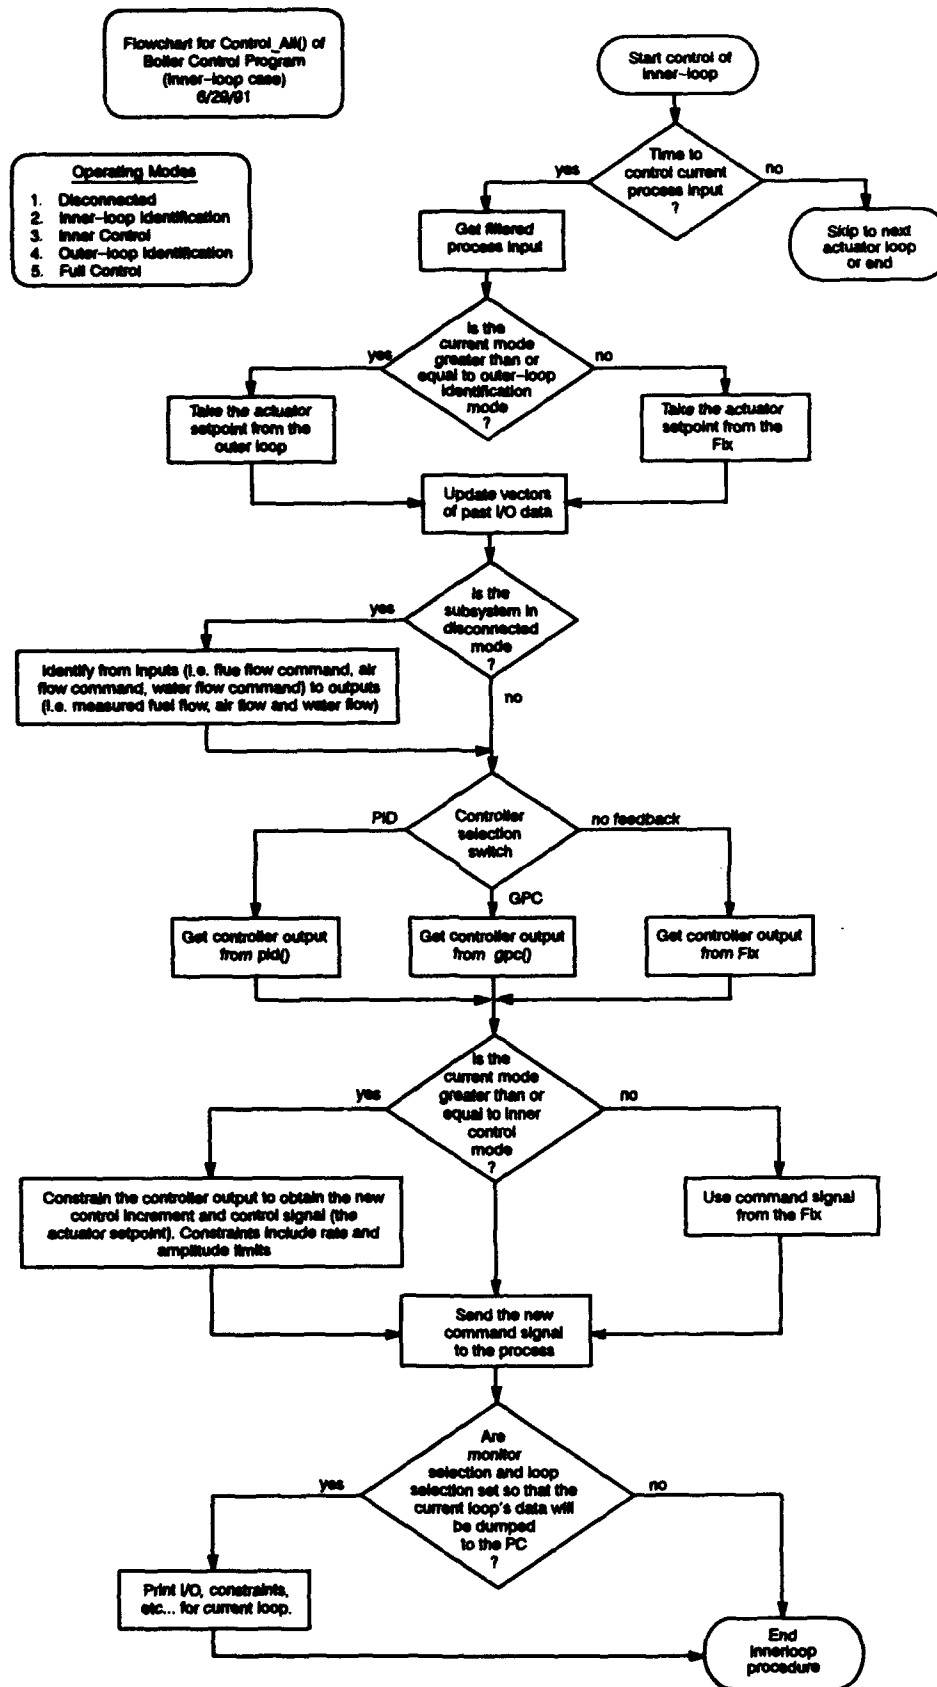 Flowchart for Control_All() of
Boiler Control Program
(inner-loop case)
6/29/91
Start control of
inner-loop
Operating Modes
1. Disconnected
2. Inner-loop Identification
3. Inner Control
4. Outer-loop Identification
5. Full Control
Time to
control current
process input
?
yes
no
Get filtered
process input
Skip to next
actuator loop
or end
Is the
current mode
greater than or
equal to outer-loop
identification
mode
?
yes
no
Take the actuator
setpoint from the
outer loop
Take the actuator
setpoint from the
Fix
Update vectors
of past I/O data
Is the
subsystem in
disconnected
mode
?
yes
no
Identify from inputs (i.e. flue flow command, air
flow command, water flow command) to outputs
(i.e. measured fuel flow, air flow and water flow)
Controller
selection
switch
PID
no feedback
GPC
Get controller output
from pid()
Get controller output
from gpc()
Get controller output
from Fix
Is the
current mode
greater than or
equal to inner
control
mode
?
yes
no
Constrain the controller output to obtain the new
control increment and control signal (the
actuator setpoint). Constraints include rate and
amplitude limits
Use command signal
from the Fix
Send the new
command signal
to the process
Are
monitor
selection and loop
selection set so that the
current loop's data will
be dumped
to the PC
?
yes
no
Print I/O, constraints,
etc... for current loop.
End
innerloop
procedure